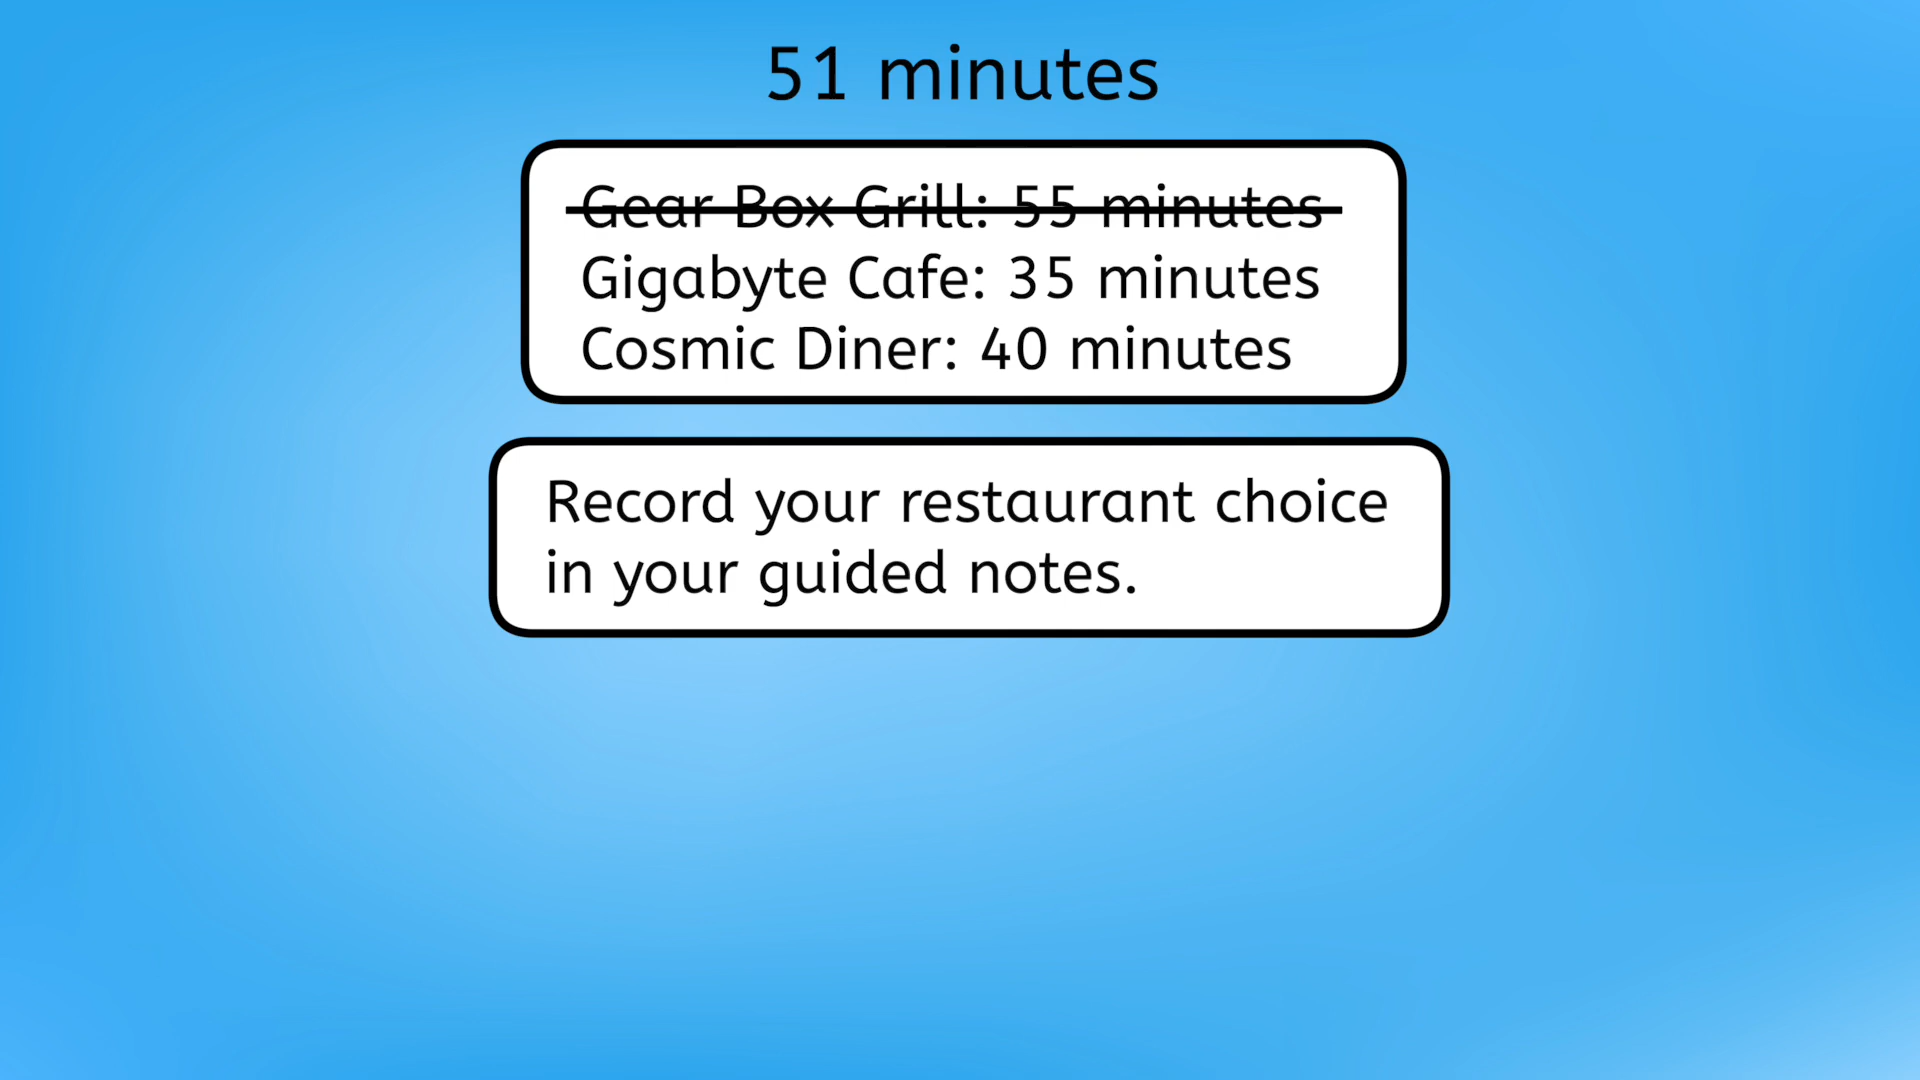 51 minutes
Gear Box Grill: 55 minutes
Gigabyte Cafe: 35 minutes
Cosmic Diner: 40 minutes
Record your restaurant choice
in your guided notes.